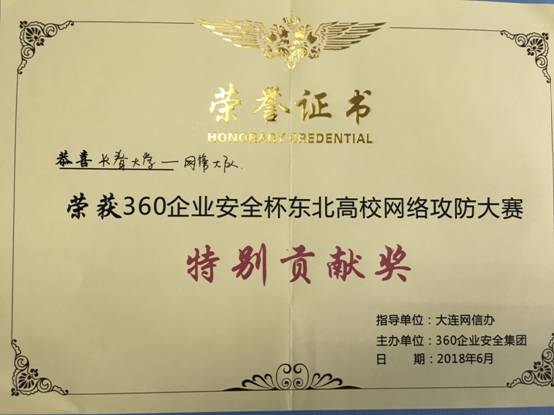 荣誉证书
HONORARY CREDENTIAL
恭喜 长春大学—网管大队
荣获360企业安全杯东北高校网络攻防大赛
特别贡献奖
指导单位：大连网信办
主办单位：360企业安全集团
日 期：2018年6月